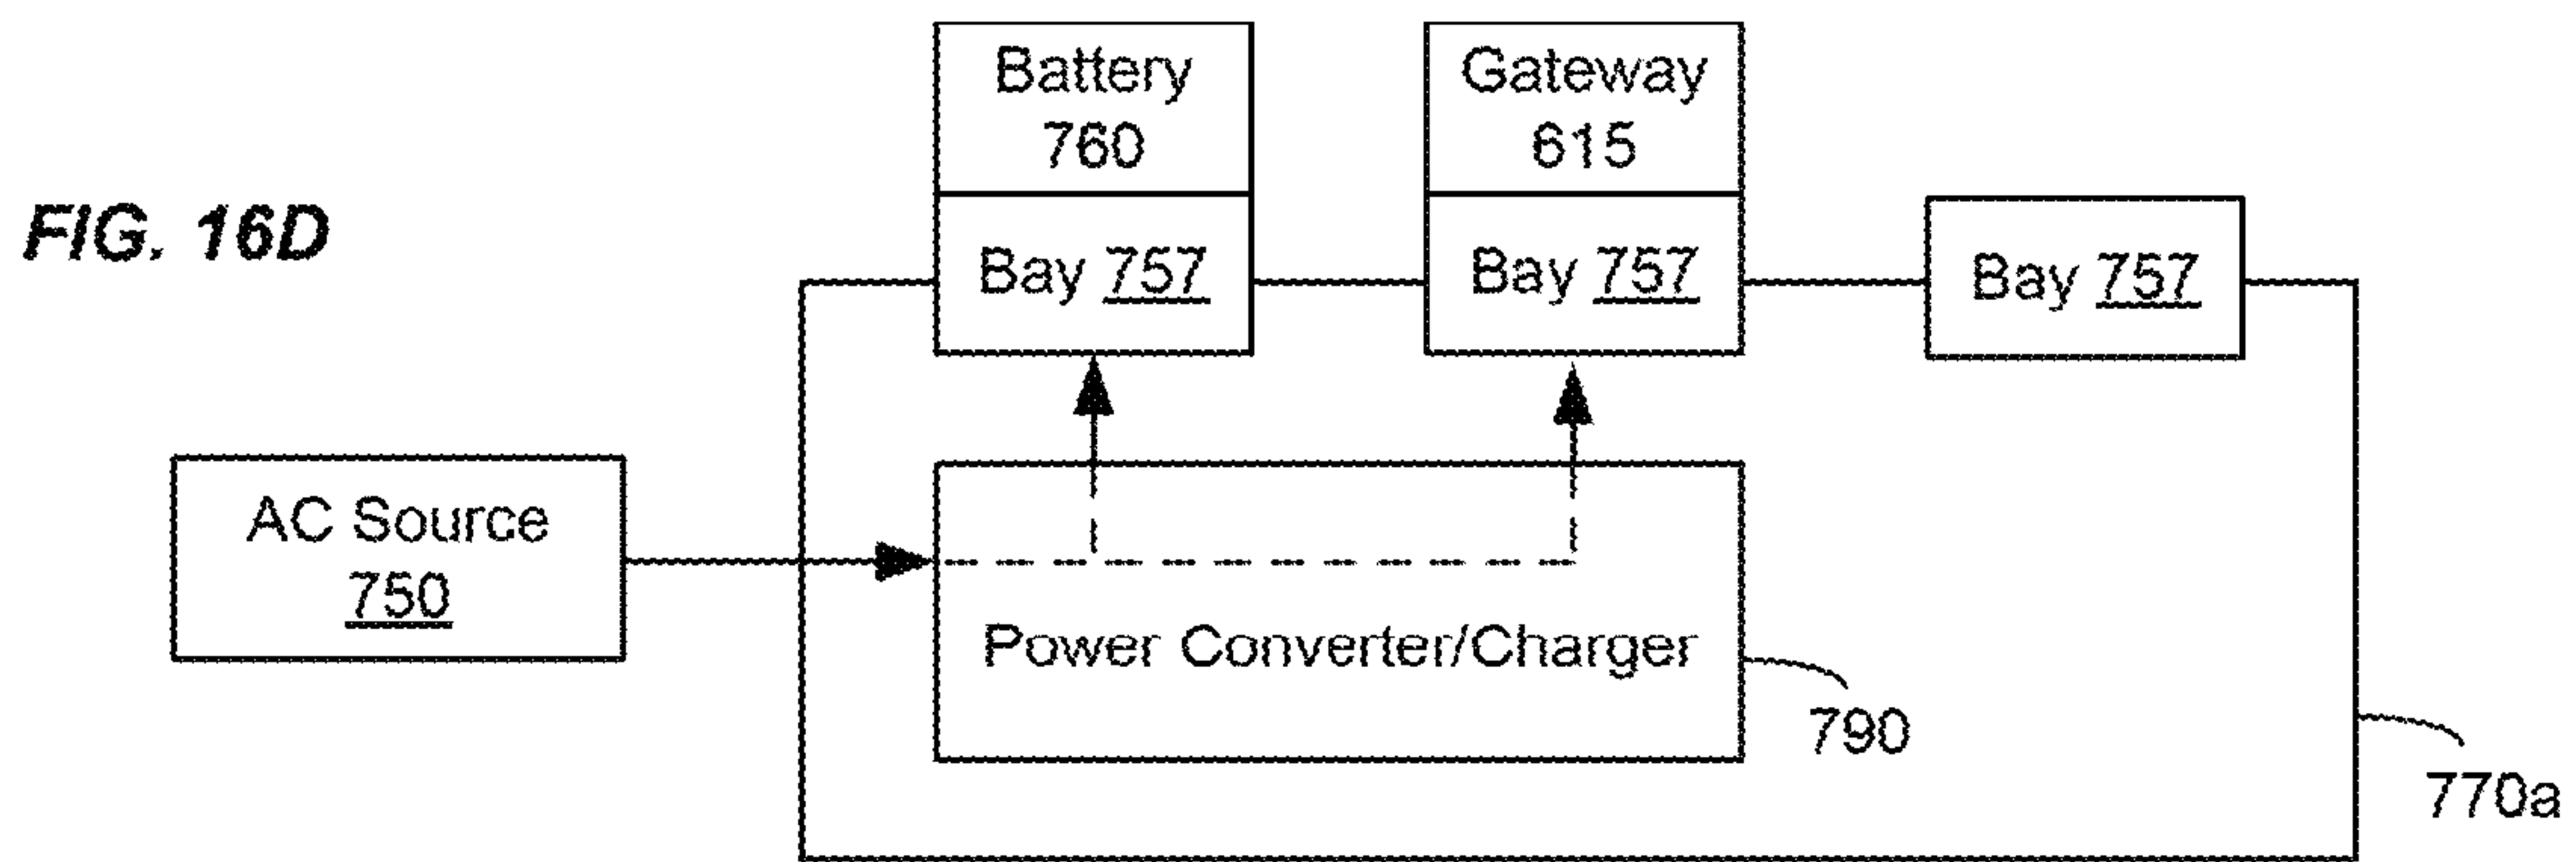 FIG. 16D
Battery
760
Bay 757
Gateway
615
Bay 757
Bay 757
AC Source
750
Power Converter/Charger
790
770a